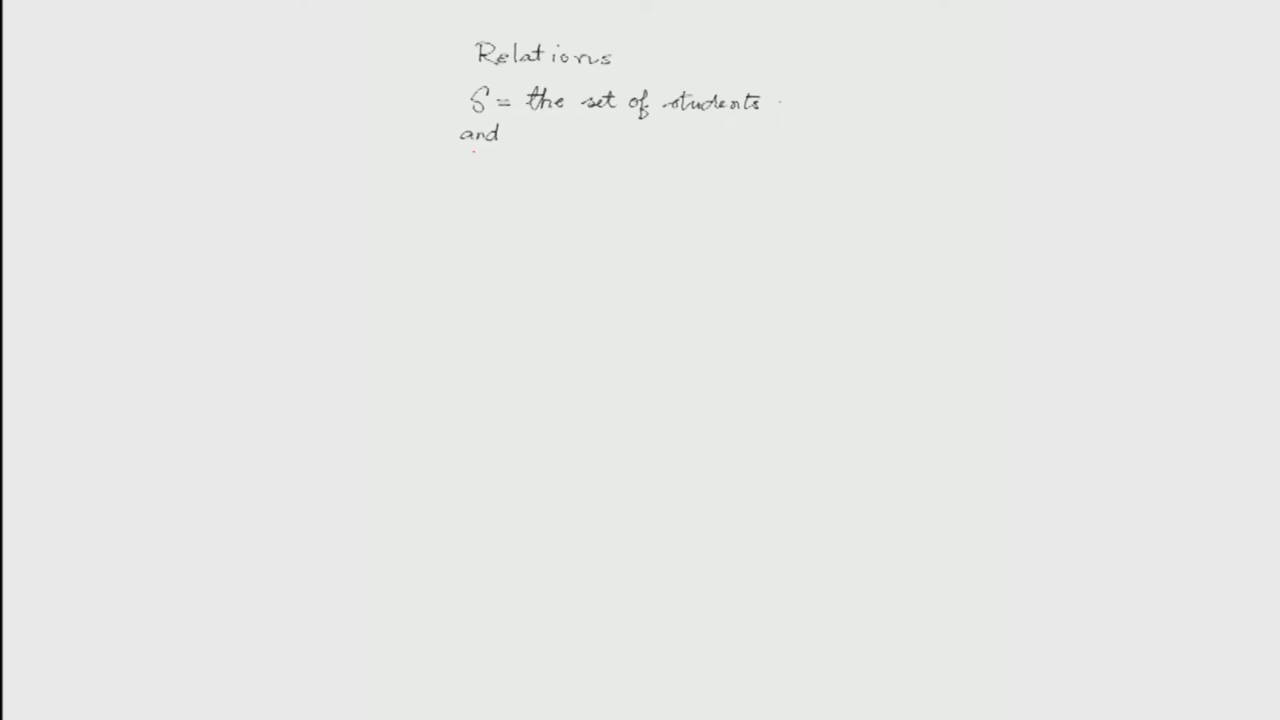 Relations
S = the set of students
and